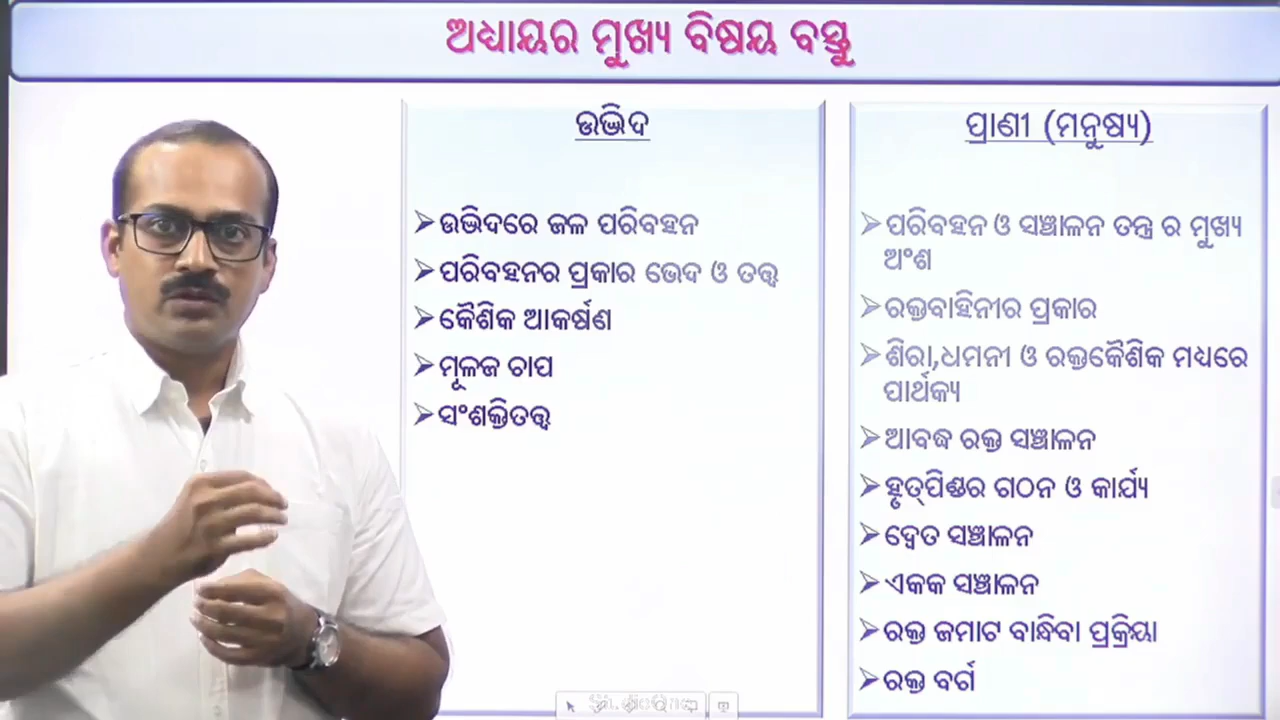 ଅଧ୍ୟାୟର ମୁଖ୍ୟ ବିଷୟ ବସ୍ତୁ
ଉଦ୍ଭିଦ
➢ଉଦ୍ଭିଦରେ ଜଳ ପରିବହନ
➢ପରିବହନର ପ୍ରକାର ଭେଦ ଓ ତତ୍ତ୍ୱ
➢କୈଶିକ ଆକର୍ଷଣ
➢ମୂଳଜ ଚାପ
➢ସଂଶକ୍ତିତତ୍ତ୍ୱ
ପ୍ରାଣୀ (ମନୁଷ୍ୟ)
➢ପରିବହନ ଓ ସଞ୍ଚାଳନ ତନ୍ତ୍ର ର ମୁଖ୍ୟ
ଅଂଶ
➢ରକ୍ତବାହିନୀର ପ୍ରକାର
➢ଶିରା,ଧମନୀ ଓ ରକ୍ତକୈଶିକ ମଧ୍ୟରେ
ପାର୍ଥକ୍ୟ
➢ଆବଦ୍ଧ ରକ୍ତ ସଞ୍ଚାଳନ
➢ହୃତ୍‌ପିଣ୍ଡର ଗଠନ ଓ କାର୍ଯ୍ୟ
➢ଦ୍ୱେତ ସଞ୍ଚାଳନ
➢ଏକକ ସଞ୍ଚାଳନ
➢ରକ୍ତ ଜମାଟ ବାନ୍ଧିବା ପ୍ରକ୍ରିୟା
➢ରକ୍ତ ବର୍ଗ